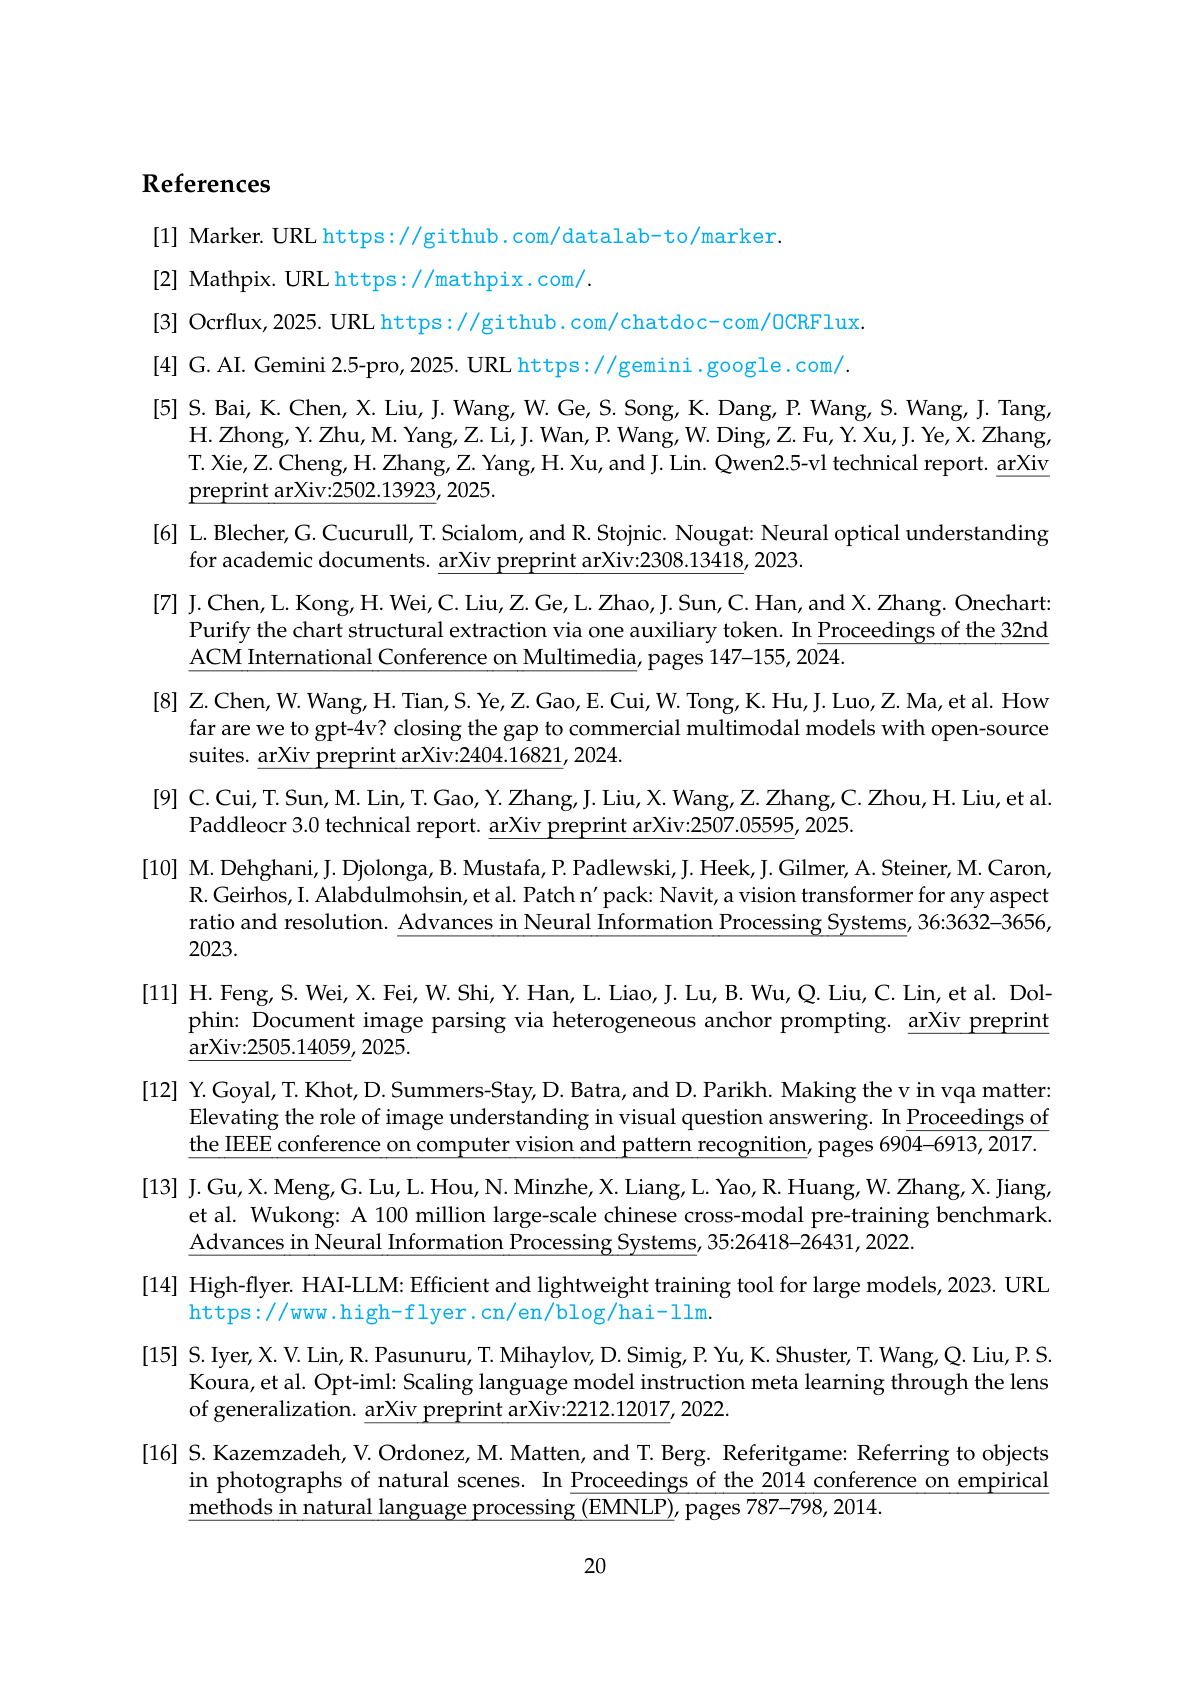 References
[1] Marker. URL https://github.com/datalab-to/marker.
[2] Mathpix. URL https://mathpix.com/.
[3] Ocrflux, 2025. URL https://github.com/chatdoc-com/OCRFlux.
[4] G. AI. Gemini 2.5-pro, 2025. URL https://gemini.google.com/.
[5] S. Bai, K. Chen, X. Liu, J. Wang, W. Ge, S. Song, K. Dang, P. Wang, S. Wang, J. Tang,
H. Zhong, Y. Zhu, M. Yang, Z. Li, J. Wan, P. Wang, W. Ding, Z. Fu, Y. Xu, J. Ye, X. Zhang,
T. Xie, Z. Cheng, H. Zhang, Z. Yang, H. Xu, and J. Lin. Qwen2.5-vl technical report. arXiv
preprint arXiv:2502.13923, 2025.
[6] L. Blecher, G. Cucurull, T. Scialom, and R. Stojnic. Nougat: Neural optical understanding
for academic documents. arXiv preprint arXiv:2308.13418, 2023.
[7] J. Chen, L. Kong, H. Wei, C. Liu, Z. Ge, L. Zhao, J. Sun, C. Han, and X. Zhang. Onechart:
Purify the chart structural extraction via one auxiliary token. In Proceedings of the 32nd
ACM International Conference on Multimedia, pages 147–155, 2024.
[8] Z. Chen, W. Wang, H. Tian, S. Ye, Z. Gao, E. Cui, W. Tong, K. Hu, J. Luo, Z. Ma, et al. How
far are we to gpt-4v? closing the gap to commercial multimodal models with open-source
suites. arXiv preprint arXiv:2404.16821, 2024.
[9] C. Cui, T. Sun, M. Lin, T. Gao, Y. Zhang, J. Liu, X. Wang, Z. Zhang, C. Zhou, H. Liu, et al.
Paddleocr 3.0 technical report. arXiv preprint arXiv:2507.05595, 2025.
[10] M. Dehghani, J. Djolonga, B. Mustafa, P. Padlewski, J. Heek, J. Gilmer, A. Steiner, M. Caron,
R. Geirhos, I. Alabdulmohsin, et al. Patch n’ pack: Navit, a vision transformer for any aspect
ratio and resolution. Advances in Neural Information Processing Systems, 36:3632–3656,
2023.
[11] H. Feng, S. Wei, X. Fei, W. Shi, Y. Han, L. Liao, J. Lu, B. Wu, Q. Liu, C. Lin, et al. Dol-
phin: Document image parsing via heterogeneous anchor prompting. arXiv preprint
arXiv:2505.14059, 2025.
[12] Y. Goyal, T. Khot, D. Summers-Stay, D. Batra, and D. Parikh. Making the v in vqa matter:
Elevating the role of image understanding in visual question answering. In Proceedings of
the IEEE conference on computer vision and pattern recognition, pages 6904–6913, 2017.
[13] J. Gu, X. Meng, G. Lu, L. Hou, N. Minzhe, X. Liang, L. Yao, R. Huang, W. Zhang, X. Jiang,
et al. Wukong: A 100 million large-scale chinese cross-modal pre-training benchmark.
Advances in Neural Information Processing Systems, 35:26418–26431, 2022.
[14] High-flyer. HAI-LLM: Efficient and lightweight training tool for large models, 2023. URL
https://www.high-flyer.cn/en/blog/hai-llm.
[15] S. Iyer, X. V. Lin, R. Pasunuru, T. Mihaylov, D. Simig, P. Yu, K. Shuster, T. Wang, Q. Liu, P. S.
Koura, et al. Opt-iml: Scaling language model instruction meta learning through the lens
of generalization. arXiv preprint arXiv:2212.12017, 2022.
[16] S. Kazemzadeh, V. Ordonez, M. Matten, and T. Berg. Referitgame: Referring to objects
in photographs of natural scenes. In Proceedings of the 2014 conference on empirical
methods in natural language processing (EMNLP), pages 787–798, 2014.
20